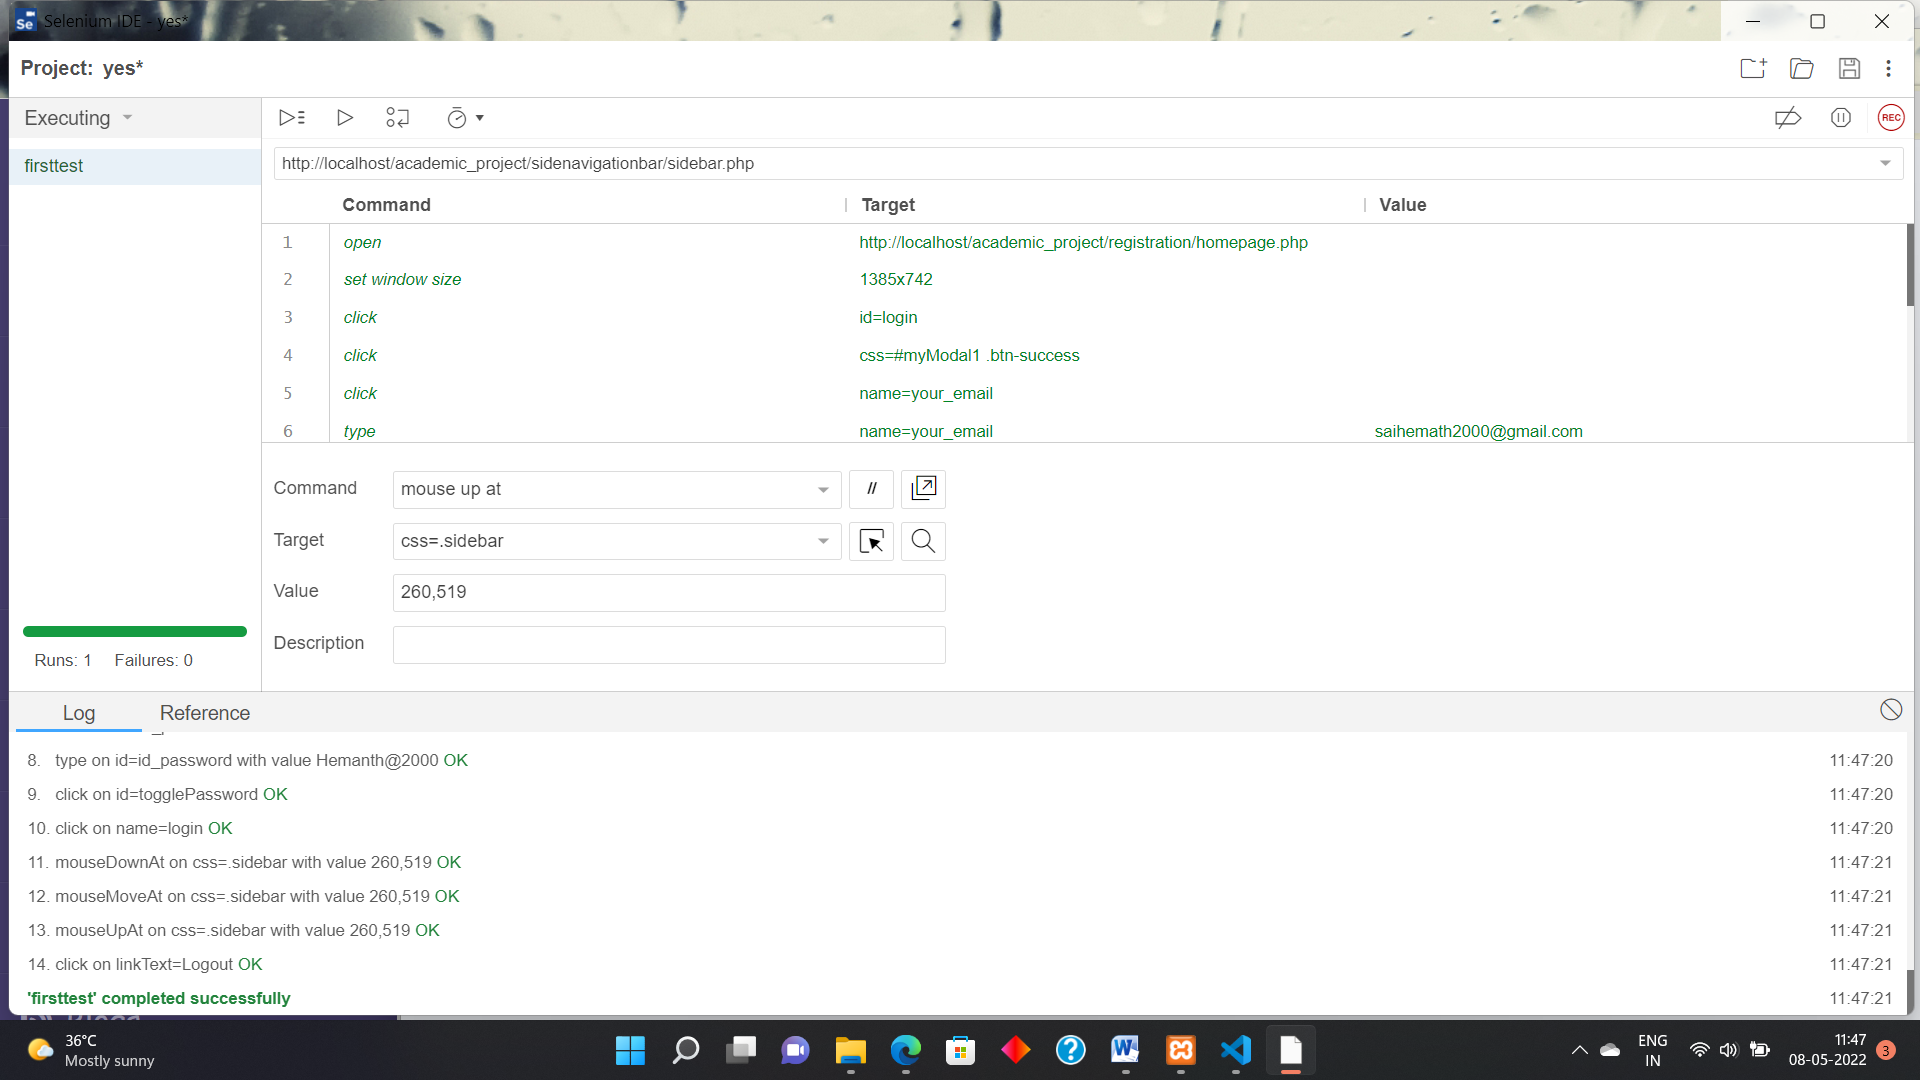 Selenium IDE - yes*
Project: yes*
Executing
firsttest
http://localhost/academic_project/sidenavigationbar/sidebar.php
REC
Command Target Value
1 open http://localhost/academic_project/registration/homepage.php
2 set window size 1385x742
3 click id=login
4 click css=#myModal1 .btn-success
5 click name=your_email
6 type name=your_email saihemath2000@gmail.com
Command mouse up at //
Target css=.sidebar
Value 260,519
Description
Runs: 1 Failures: 0
Log Reference
8. type on id=id_password with value Hemanth@2000 OK 11:47:20
9. click on id=togglePassword OK 11:47:20
10. click on name=login OK 11:47:20
11. mouseDownAt on css=.sidebar with value 260,519 OK 11:47:21
12. mouseMoveAt on css=.sidebar with value 260,519 OK 11:47:21
13. mouseUpAt on css=.sidebar with value 260,519 OK 11:47:21
14. click on linkText=Logout OK 11:47:21
'firsttest' completed successfully 11:47:21
36°C
Mostly sunny
ENG
IN
11:47
08-05-2022
3